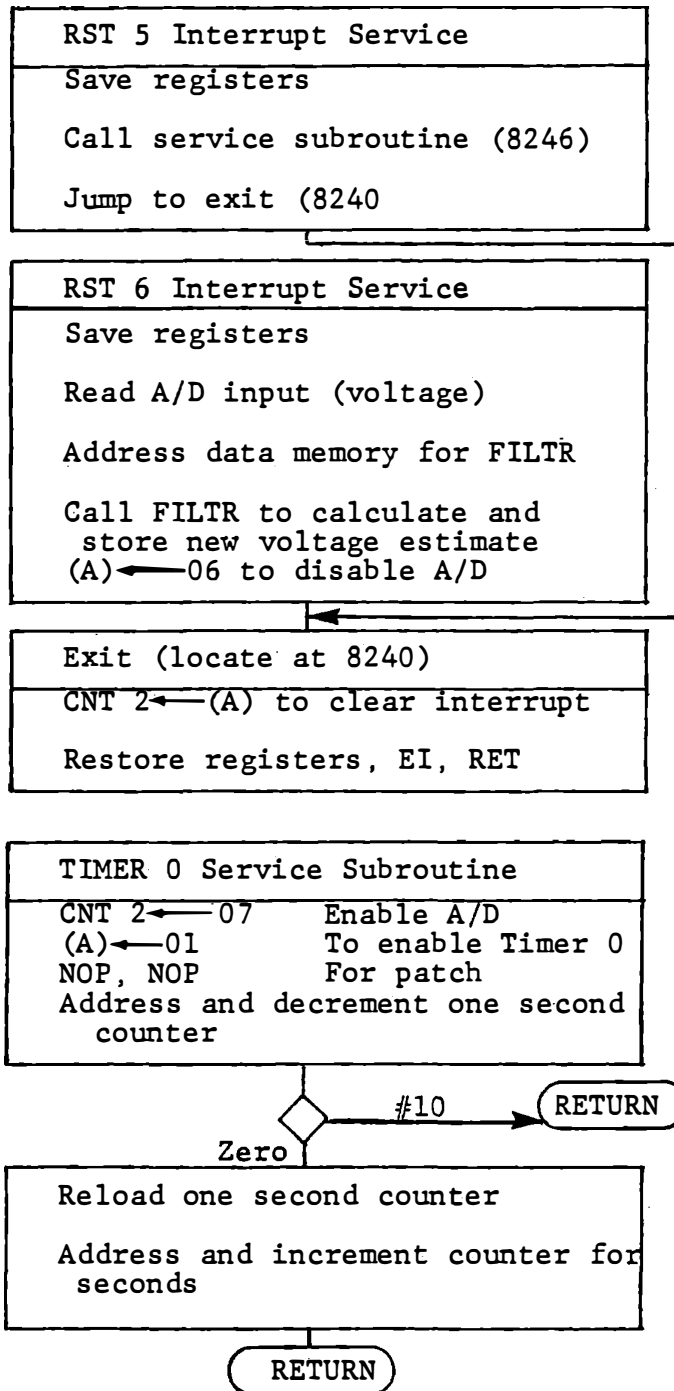 RST 5 Interrupt Service
Save registers
Call service subroutine (8246)
Jump to exit (8240
RST 6 Interrupt Service
Save registers
Read A/D input (voltage)
Address data memory for FILTR
Call FILTR to calculate and
store new voltage estimate
(A)←06 to disable A/D
Exit (locate at 8240)
CNT 2←(A) to clear interrupt
Restore registers, EI, RET
TIMER 0 Service Subroutine
CNT 2←07 Enable A/D
(A)←01 To enable Timer 0
NOP, NOP For patch
Address and decrement one second
counter
#10 RETURN
Zero
Reload one second counter
Address and increment counter for
seconds
RETURN